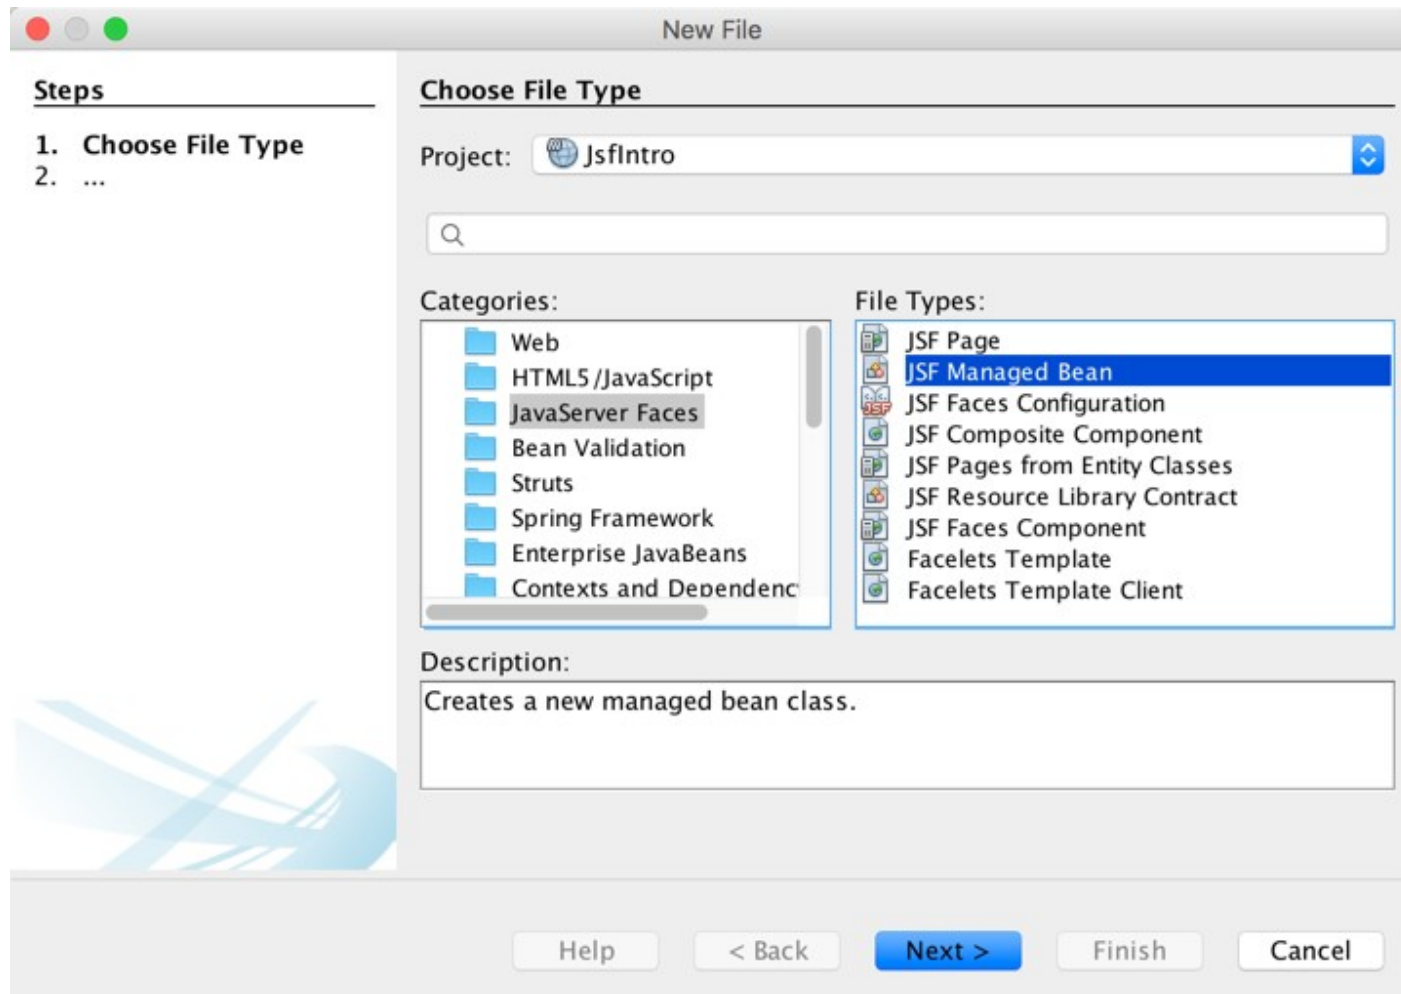 New File
Steps
1. Choose File Type
2. ...
Choose File Type
Project: JsfIntro
Categories:
Web
HTML5/JavaScript
JavaServer Faces
Bean Validation
Struts
Spring Framework
Enterprise JavaBeans
Contexts and Dependenc
File Types:
JSF Page
JSF Managed Bean
JSF Faces Configuration
JSF Composite Component
JSF Pages from Entity Classes
JSF Resource Library Contract
JSF Faces Component
Facelets Template
Facelets Template Client
Description:
Creates a new managed bean class.
Help < Back Next > Finish Cancel